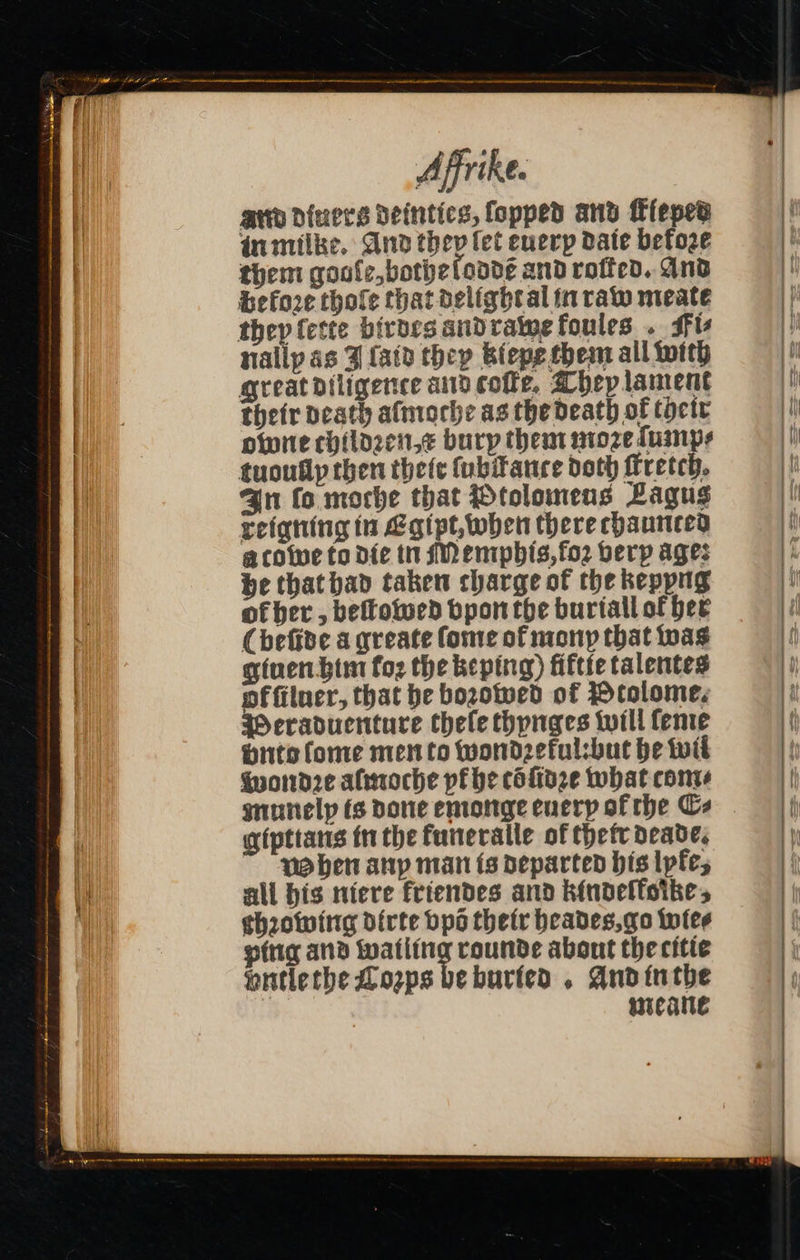 Affrike.
and diuers deinties, sopped and stieped
in milke. And they set euery daie before
them goose, bothe soddē and rosted. And
before those that delight al in raw meate
they sette birdes and rawe foules . Fi-
nally as I said they kiepe them all with
great diligence and coste. They lament
their death asmoche as the death of their
owne children, & bury them more sump-
tuously then their substance doth stretch.
In so moche that Ptolomeus Lagus
reigning in Egipt, when there chaunced
a cowe to die in Memphis, for very age:
he that had taken charge of the kepyng
of her , bestowed vpon the buriall of her
(beside a greate some of mony that was
giuen him for the keping) fiftie talentes
of siluer, that he borowed of Ptolome.
Peraduenture these thynges will seme
vnto some men to wondreful: but he wil
wondre asmoche yf he cōsidre what com-
munely is done emonge euery of the E-
giptians in the funeralle of their deade.
When any man is departed his lyfe,
all his niere friendes and kindesfolke,
throwing dirte vpō their heades, go wie-
ping and wailing rounde about the citie
vntle the Corps be buried . And in the
meane